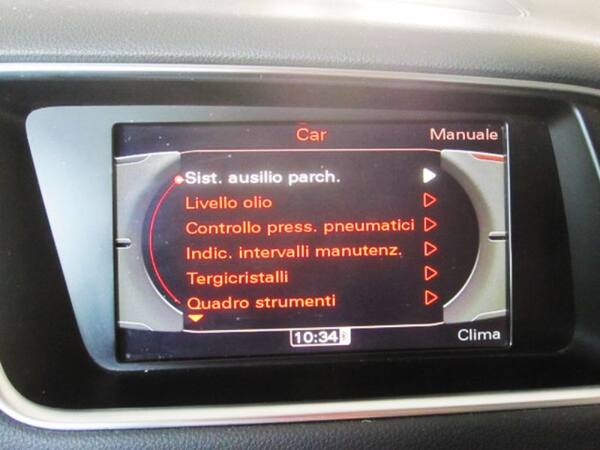 Car
Manuale
Sist. ausilio parch.
Livello olio
Controllo press. pneumatici
Indic. intervalli manutenz.
Tergicristalli
Quadro strumenti
10:34
Clima